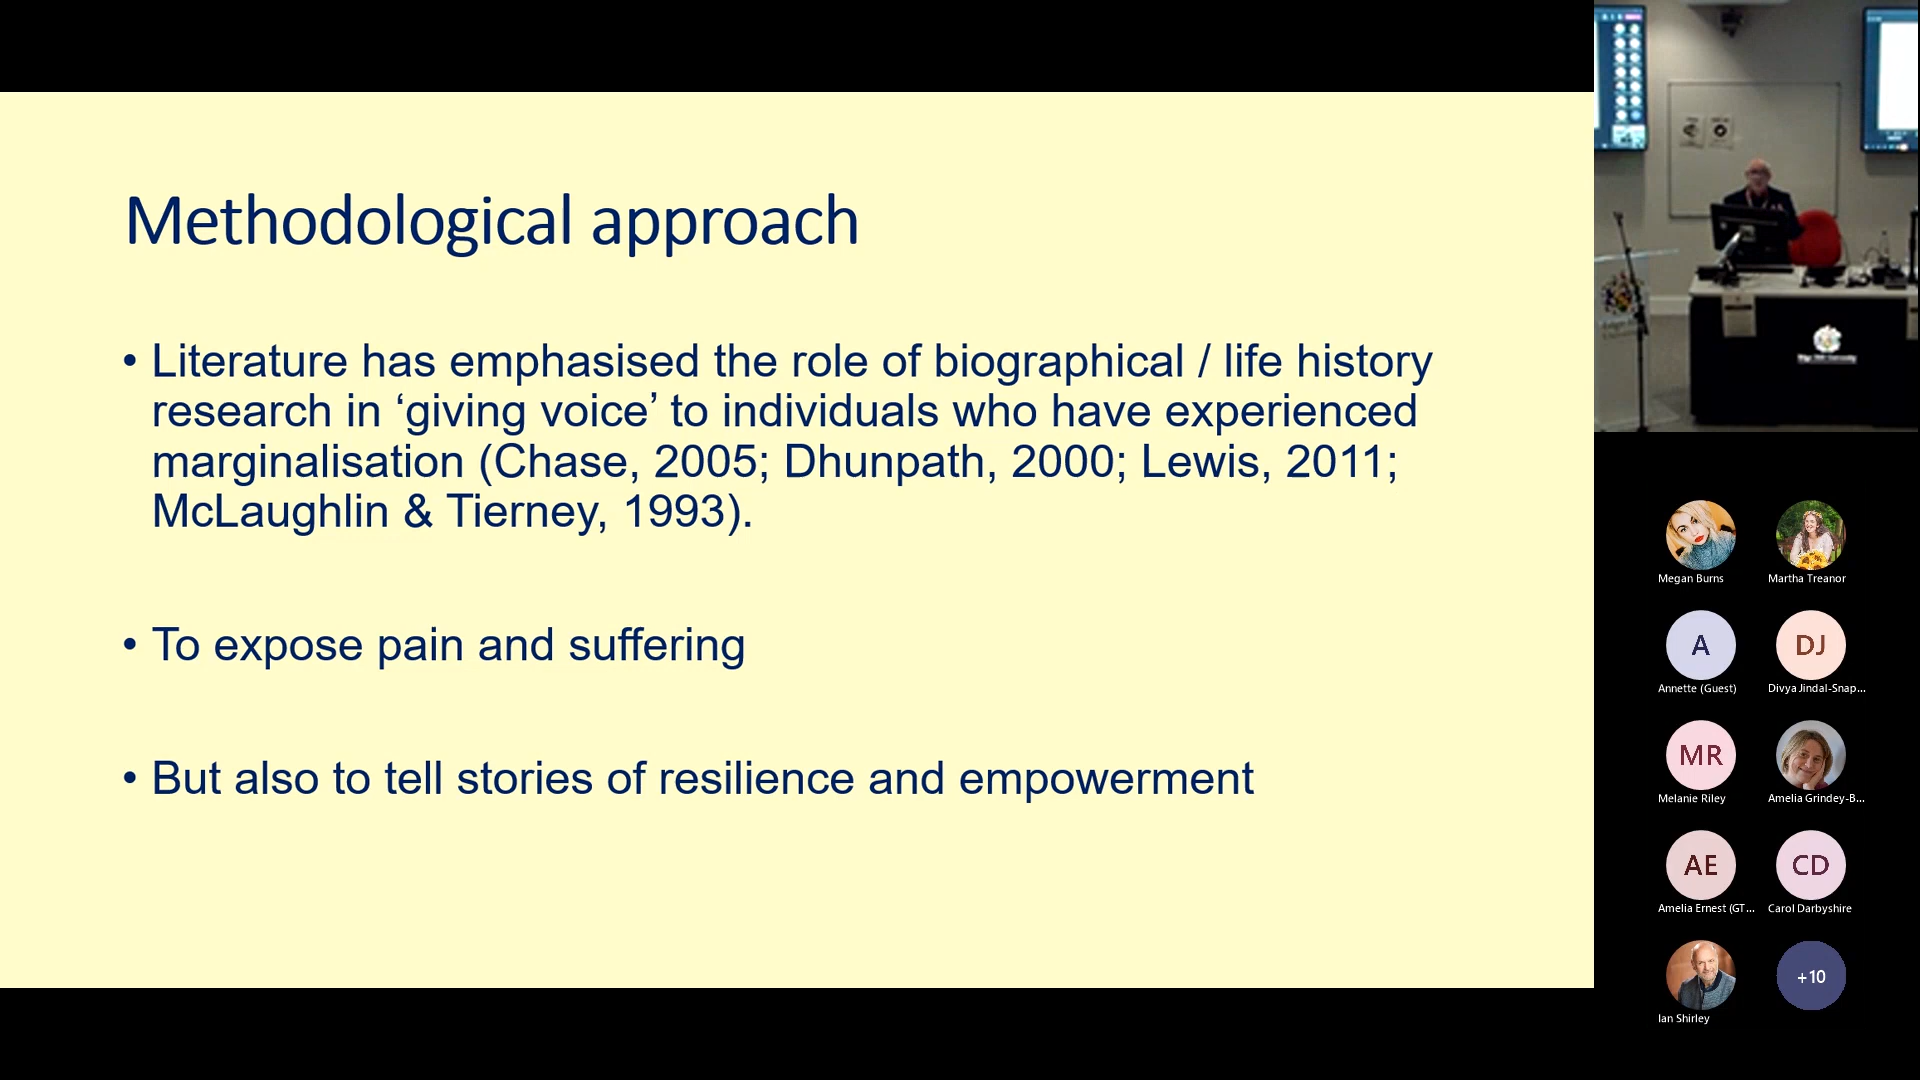 Methodological approach
• Literature has emphasised the role of biographical / life history
research in ‘giving voice’ to individuals who have experienced
marginalisation (Chase, 2005; Dhunpath, 2000; Lewis, 2011;
McLaughlin & Tierney, 1993).
• To expose pain and suffering
• But also to tell stories of resilience and empowerment
Megan Burns
Martha Treanor
A
DJ
Annette (Guest)
Divya Jindal-Snap...
MR
Melanie Riley
Amelia Grindey-B...
AE
CD
Amelia Ernest (GT...
Carol Darbyshire
+10
Ian Shirley